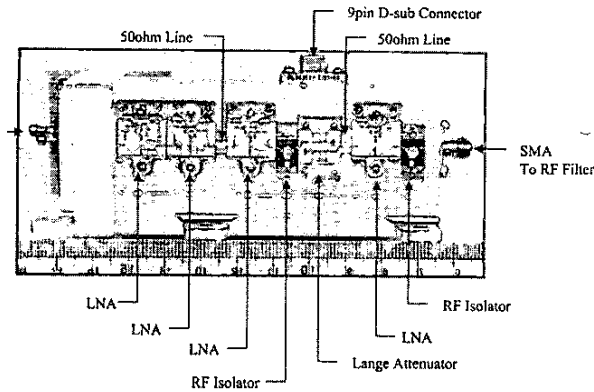 9pin D-sub Connector
50ohm Line
50ohm Line
SMA
To RF Filter
LNA
LNA
LNA
RF Isolator
Lange Attenuator
LNA
RF Isolator